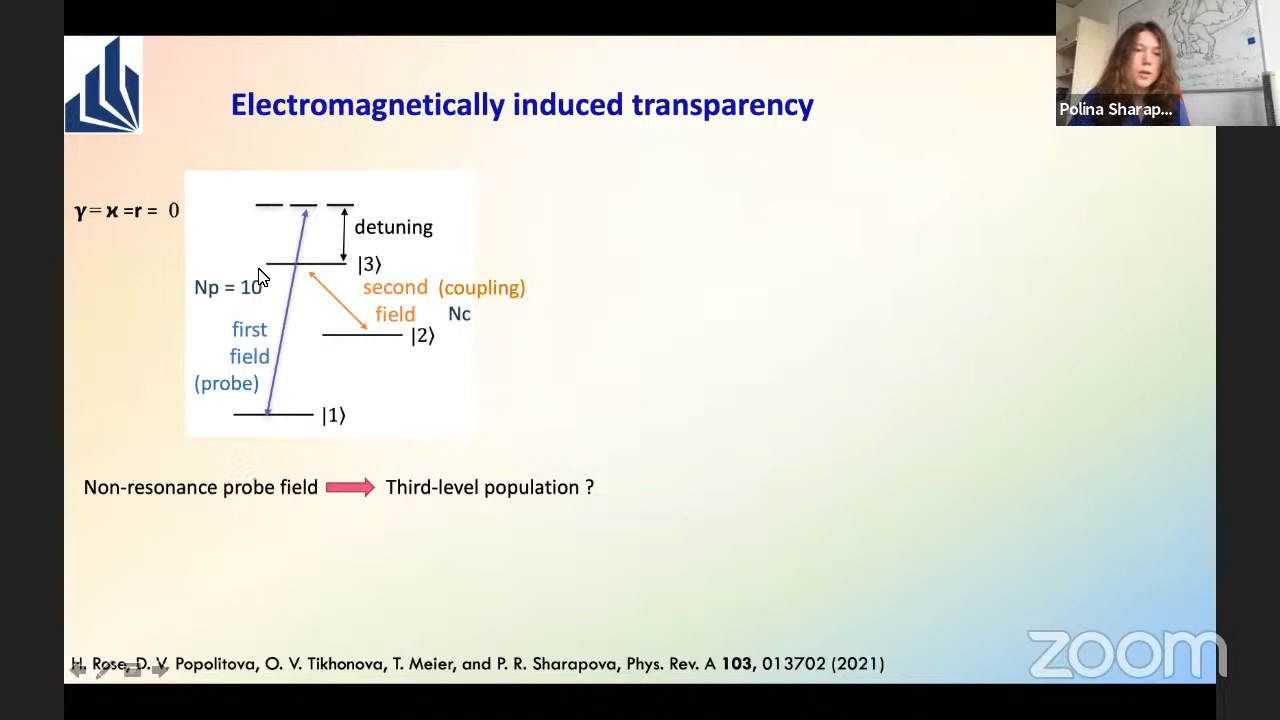 Electromagnetically induced transparency
Polina Sharap...
γ = ϰ =r = 0
detuning
|3⟩
Np = 10
second (coupling)
field Nc
|2⟩
first
field
(probe)
|1⟩
Non-resonance probe field Third-level population ?
H. Rose, D. V. Popolitova, O. V. Tikhonova, T. Meier, and P. R. Sharapova, Phys. Rev. A 103, 013702 (2021)
zoom